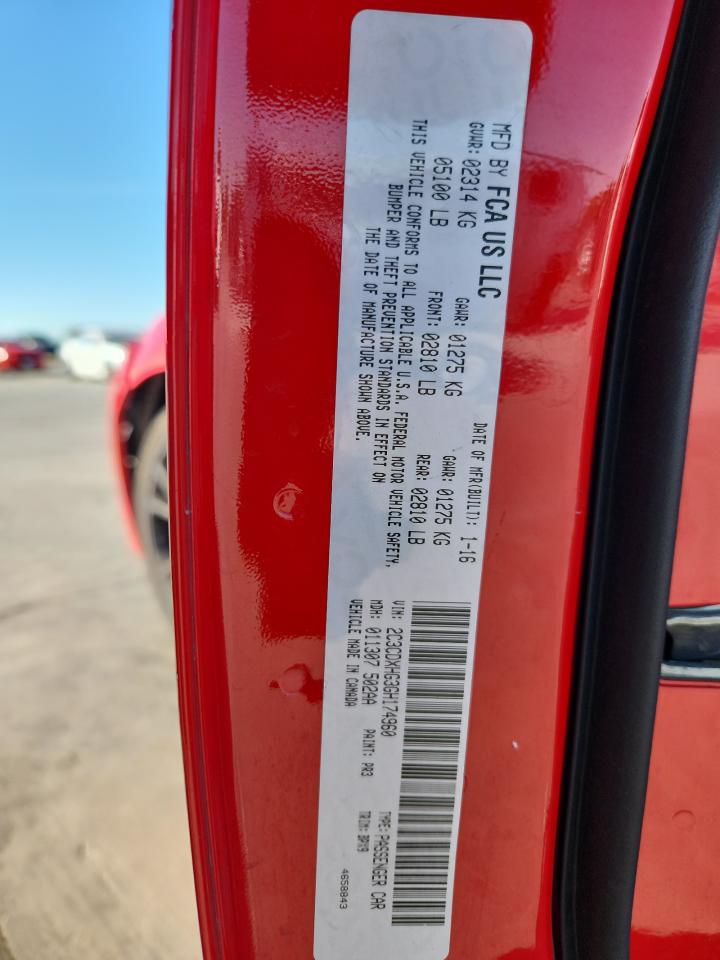 MFD BY FCA US LLC
DATE OF MFR(BUILT): 1-16
GVWR: 02314 KG GAWR: 01275 KG GAWR: 01275 KG
05100 LB FRONT: 02810 LB REAR: 02810 LB
THIS VEHICLE CONFORMS TO ALL APPLICABLE U.S.A. FEDERAL MOTOR VEHICLE SAFETY,
BUMPER AND THEFT PREVENTION STANDARDS IN EFFECT ON
THE DATE OF MANUFACTURE SHOWN ABOVE.
VIN: 2C3CDXHG3GH174960 TYPE: PASSENGER CAR
MDH: 011307 502AA PAINT: PR3 TRIM: BPX9
VEHICLE MADE IN CANADA 4658843